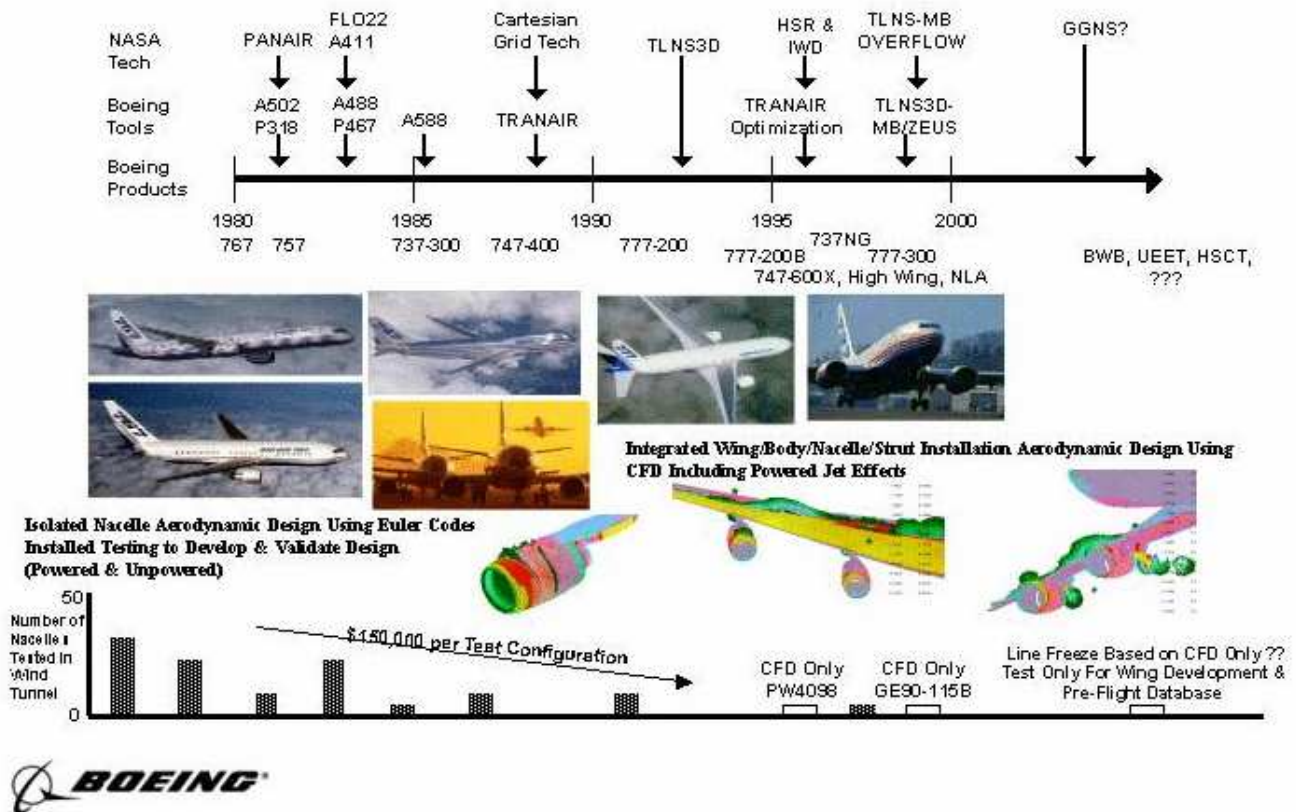 NASA
Tech
PANAIR
FLO22
A411
Cartesian
Grid Tech
TLNS3D
HSR &
IWD
TLNS-MB
OVERFLOW
GGNS?
Boeing
Tools
A502
P318
A488
P467
A588
TRANAIR
TRANAIR
Optimization
TLNS3D-
MB/ZEUS
Boeing
Products
1980
1985
1990
1995
2000
767
757
737-300
747-400
777-200
777-200B
737NG
777-300
747-600X, High Wing, NLA
BWB, UEET, HSCT,
???
Integrated Wing/Body/Nacelle/Strut Installation Aerodynamic Design Using
CFD Including Powered Jet Effects
Isolated Nacelle Aerodynamic Design Using Euler Codes
Installed Testing to Develop & Validate Design
(Powered & Unpowered)
50
Number of
Nacelles
Tested In
Wind
Tunnel
0
$150,000 per Test Configuration
CFD Only
PW4098
CFD Only
GE90-115B
Line Freeze Based on CFD Only ??
Test Only For Wing Development &
Pre-Flight Database
BOEING